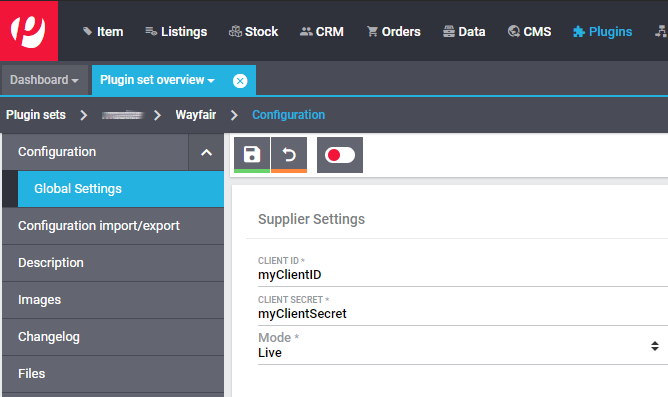 Item Listings Stock CRM Orders Data CMS Plugins
Dashboard Plugin set overview
Plugin sets Wayfair Configuration
Configuration
Global Settings
Configuration import/export
Description
Images
Changelog
Files
Supplier Settings
CLIENT ID *
myClientID
CLIENT SECRET *
myClientSecret
Mode *
Live